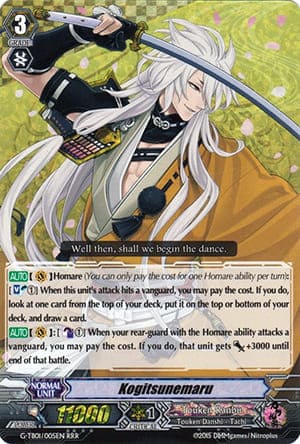 3
GRADE
Well then, shall we begin the dance.
AUTO [ ]Homare (You can only pay the cost for one Homare ability per turn):
[V 1] When this unit's attack hits a vanguard, you may pay the cost. If you do,
look at one card from the top of your deck, put it on the top or bottom of
your deck, and draw a card.
AUTO [ ]: [ 1] When your rear-guard with the Homare ability attacks a
vanguard, you may pay the cost. If you do, that unit gets +3000 until
end of battle.
NORMAL
UNIT
Kogitsunemaru
11000
1
CRITICAL
Touken Ranbu
Touken Danshi - Tachi
G-TB01/005EN RRR
©2015 DMMgames/Nitroplus